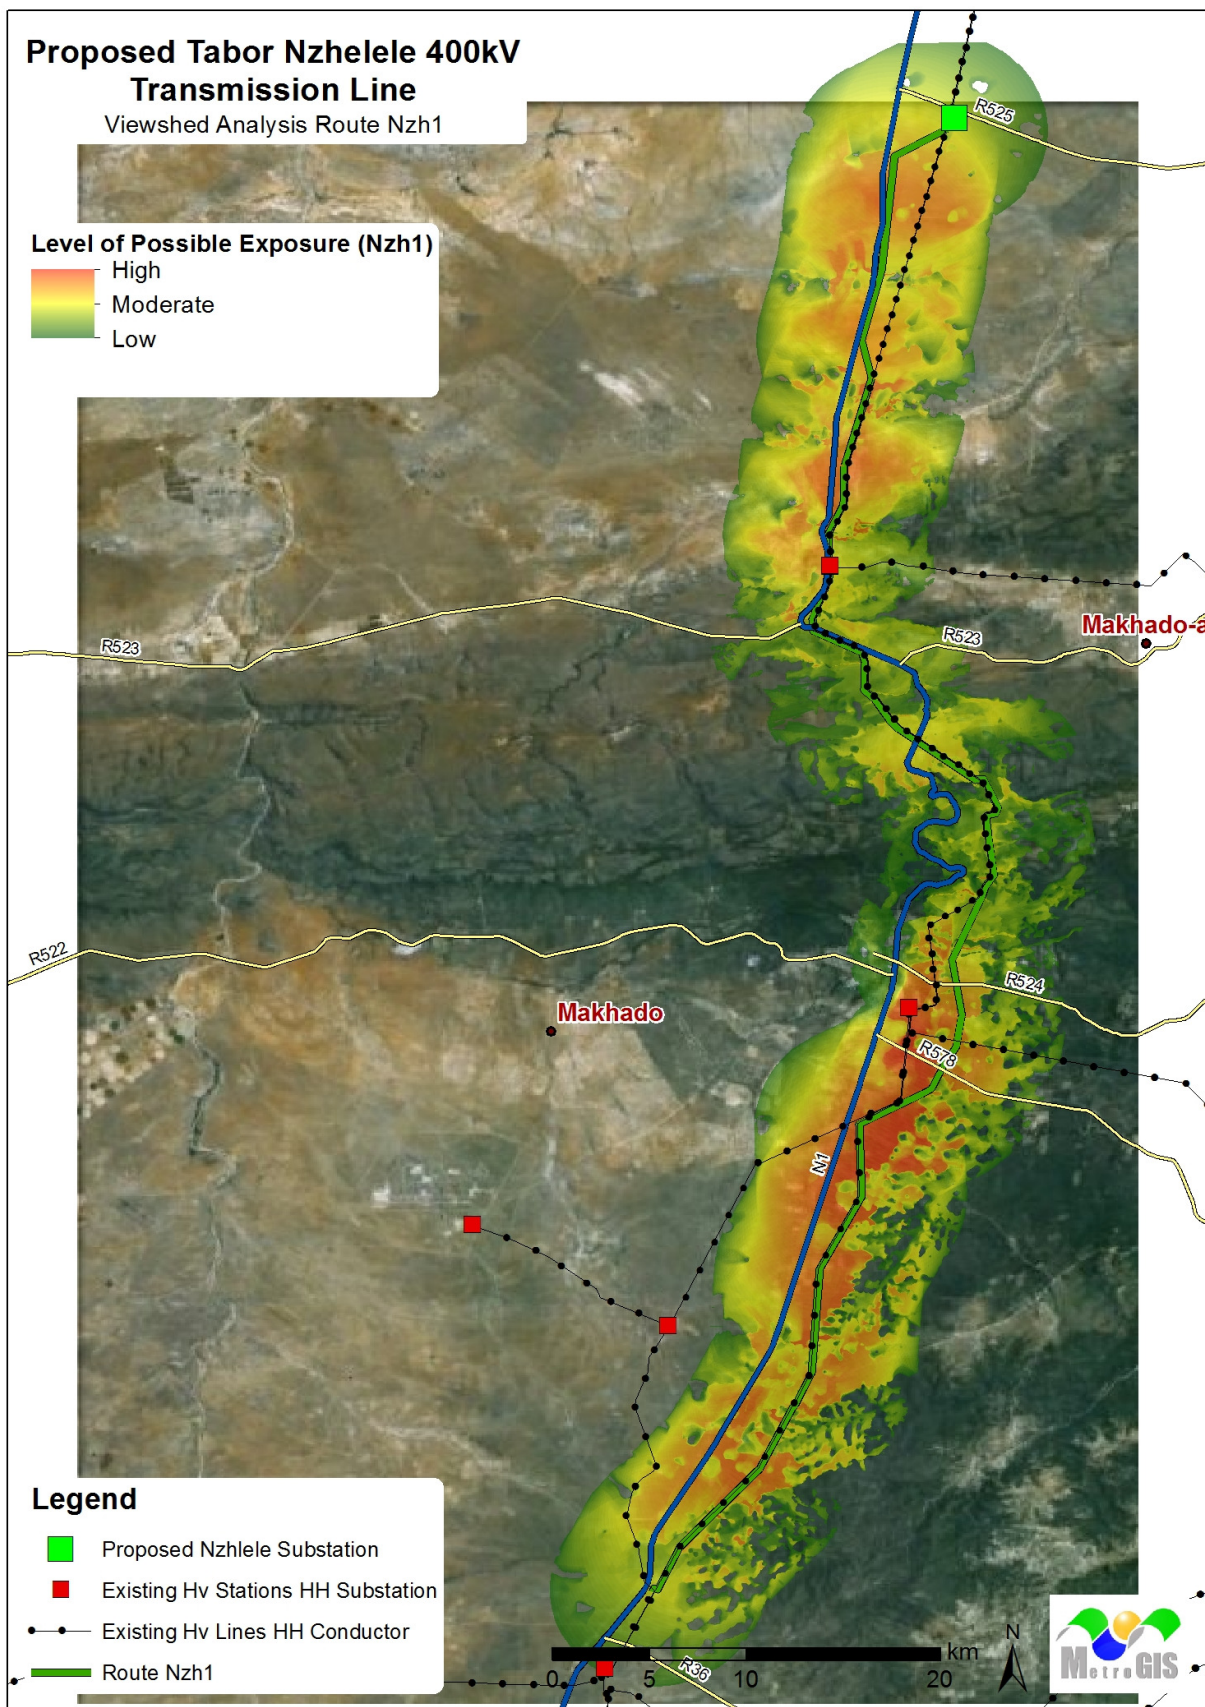 Proposed Tabor Nzhelele 400kV
Transmission Line
Viewshed Analysis Route Nzh1
R525
Level of Possible Exposure (Nzh1)
High
Moderate
Low
Makhado-a
R523
R523
R522
R524
Makhado
R578
N1
Legend
Proposed Nzhlele Substation
Existing Hv Stations HH Substation
Existing Hv Lines HH Conductor
Route Nzh1
R36
0 5 10 20
km
N
MetroGIS